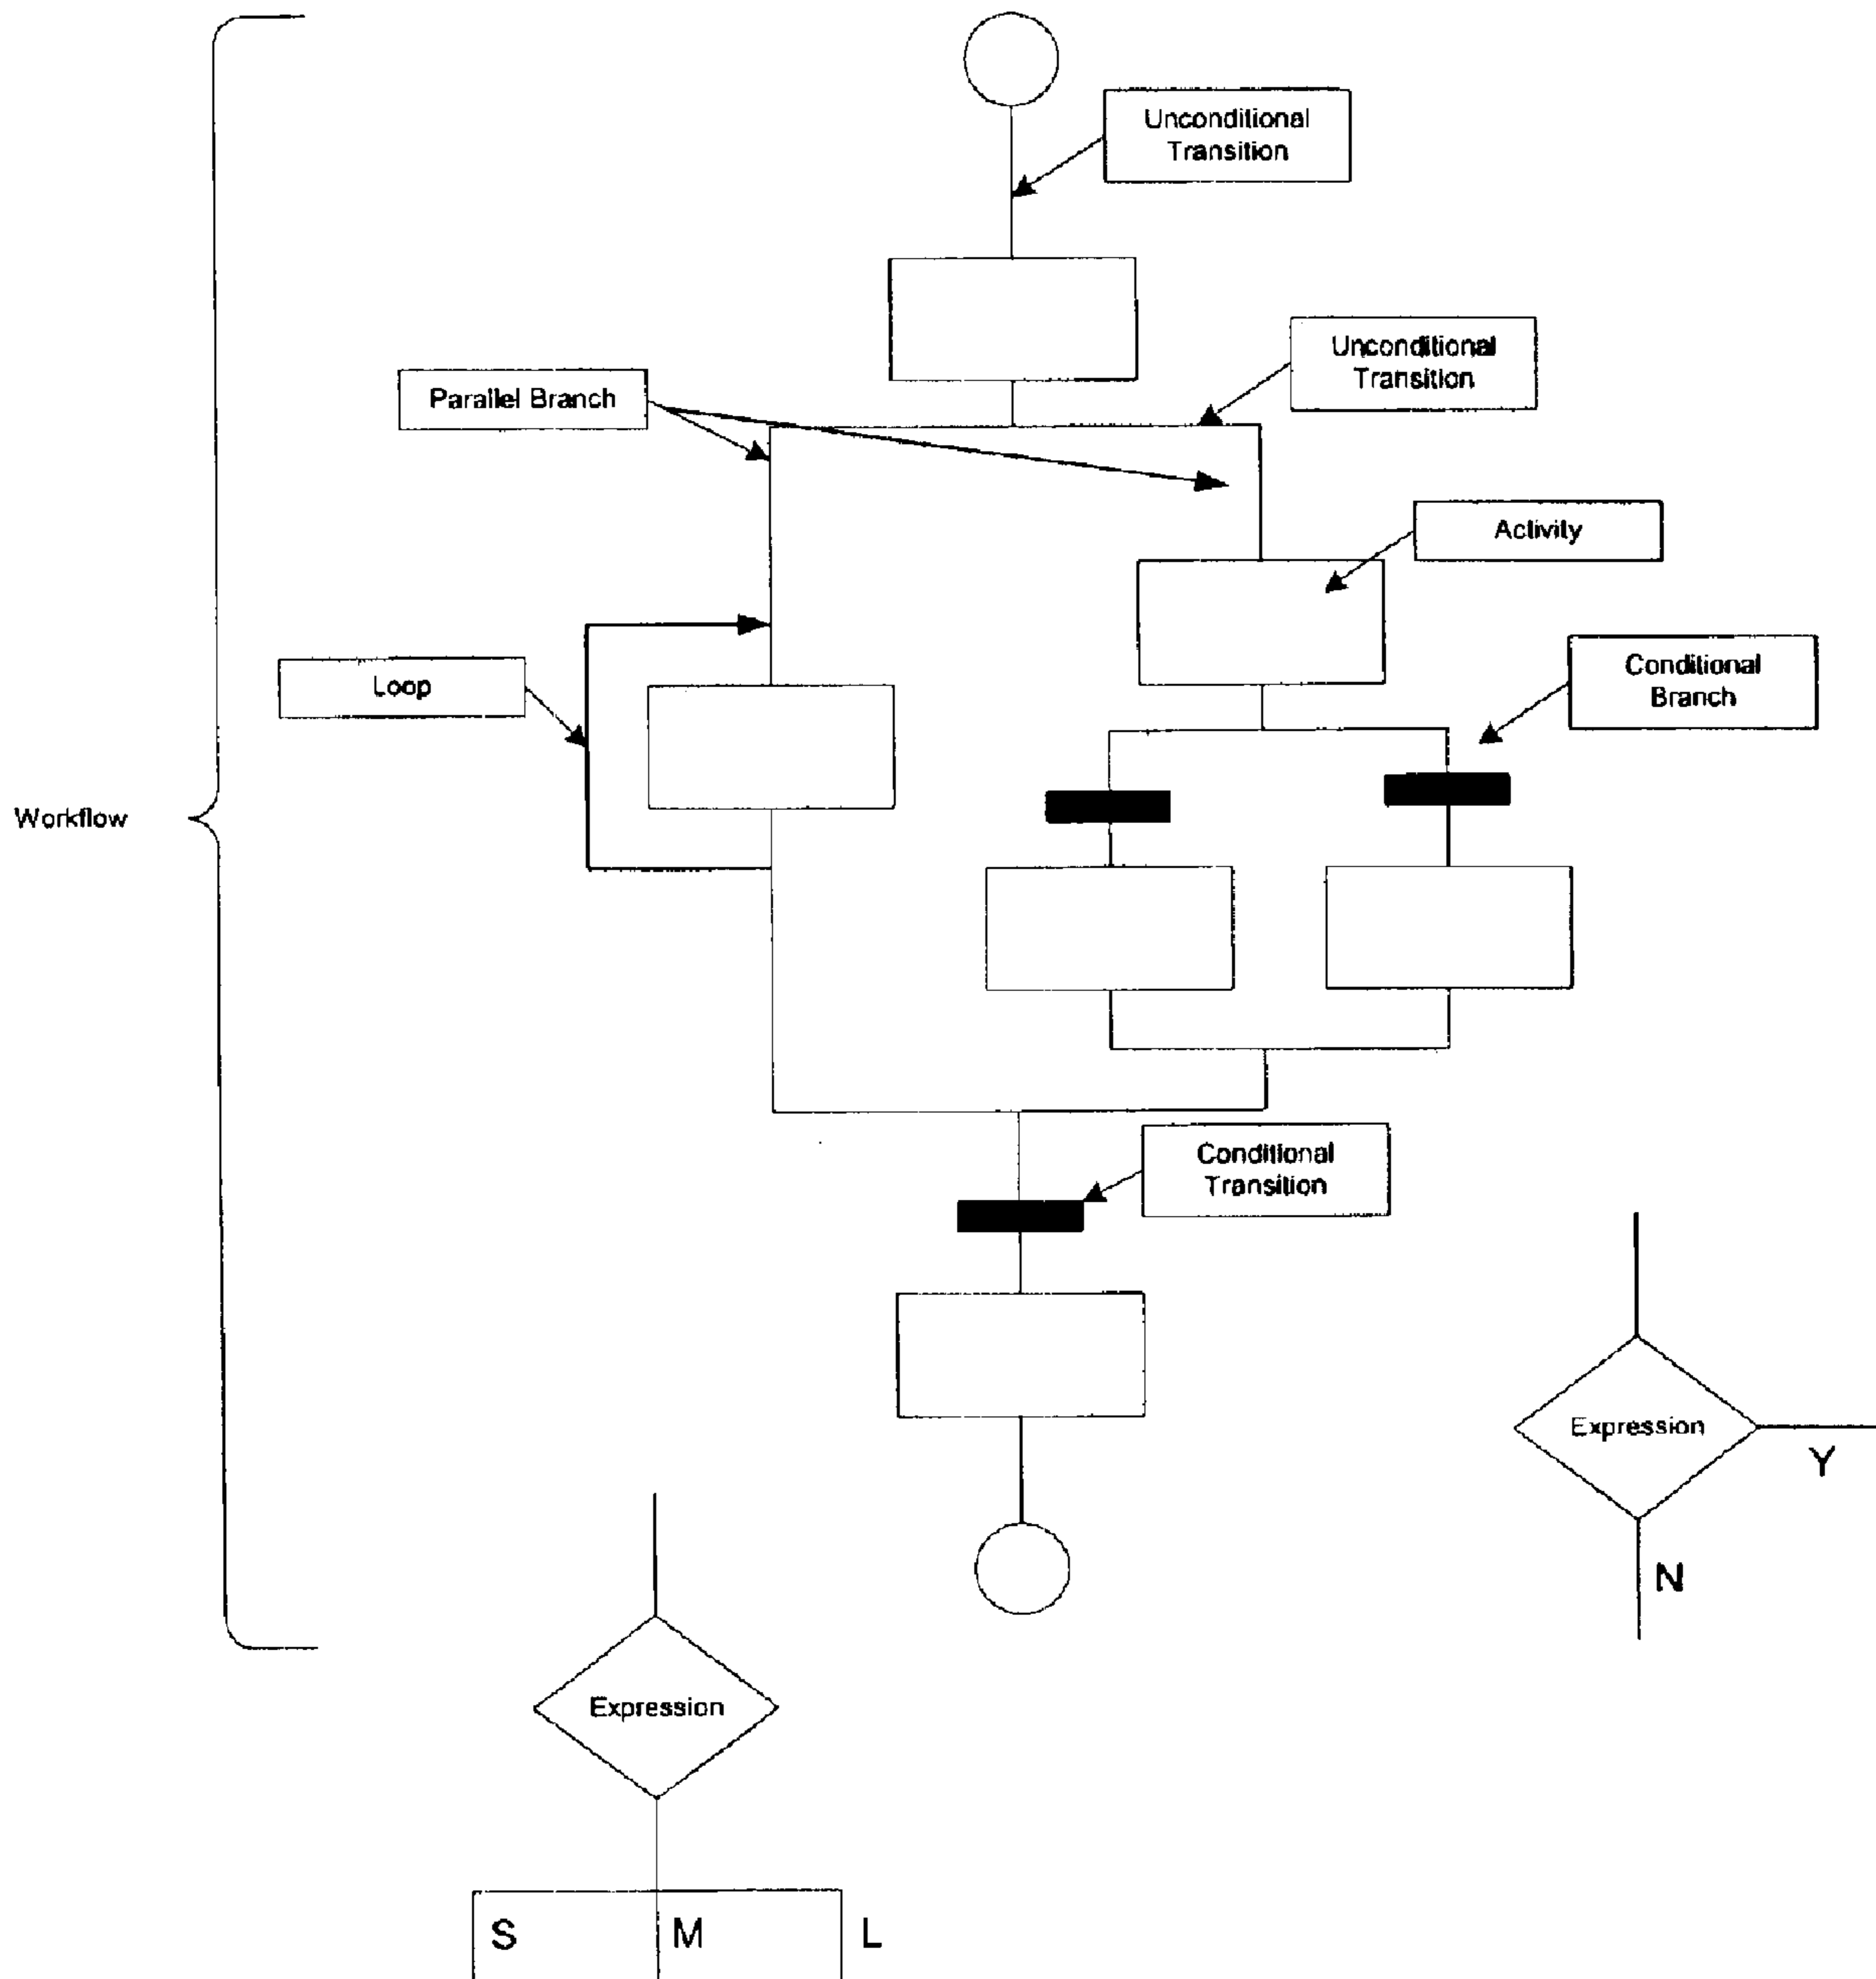 Unconditional
Transition
Unconditional
Transition
Parallel Branch
Activity
Conditional
Branch
Loop
Workflow
Conditional
Transition
Expression
Y
N
Expression
S M L